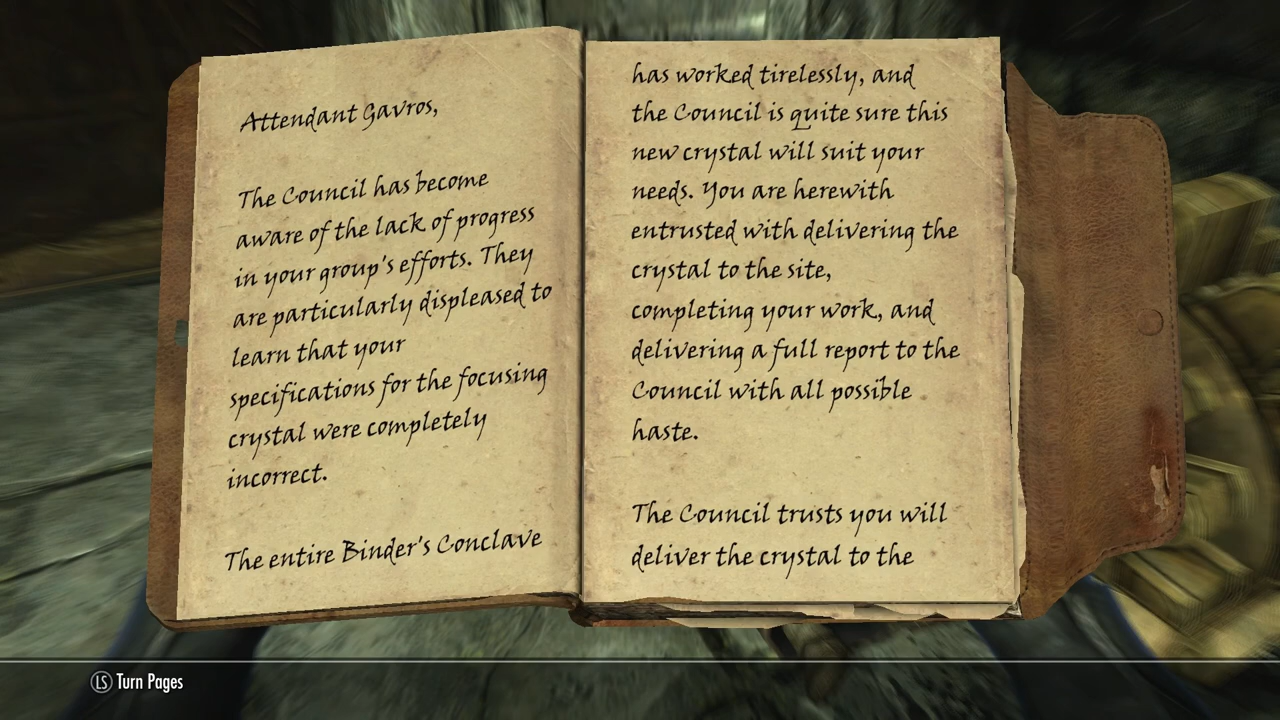 Attendant Gavros,
The Council has become
aware of the lack of progress
in your group's efforts. They
are particularly displeased to
learn that your
specifications for the focusing
crystal were completely
incorrect.
The entire Binder's Conclave
has worked tirelessly, and
the Council is quite sure this
new crystal will suit your
needs. You are herewith
entrusted with delivering the
crystal to the site,
completing your work, and
delivering a full report to the
Council with all possible
haste.
The Council trusts you will
deliver the crystal to the
LS Turn Pages